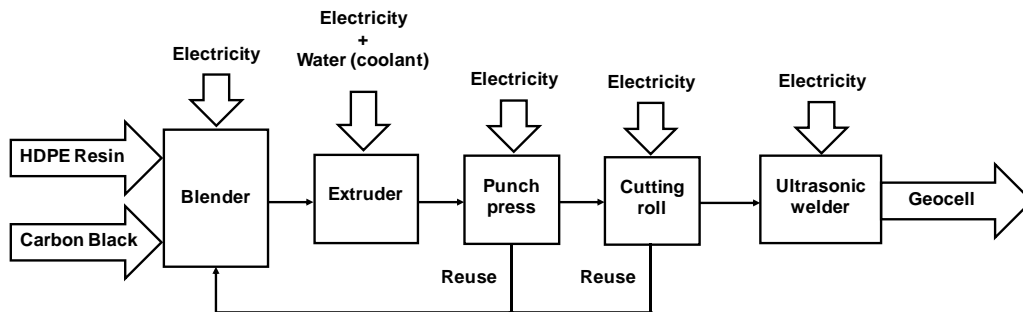 Electricity
Electricity
+
Water (coolant)
Electricity
Electricity
Electricity
HDPE Resin
Carbon Black
Blender
Extruder
Punch
press
Cutting
roll
Ultrasonic
welder
Geocell
Reuse
Reuse